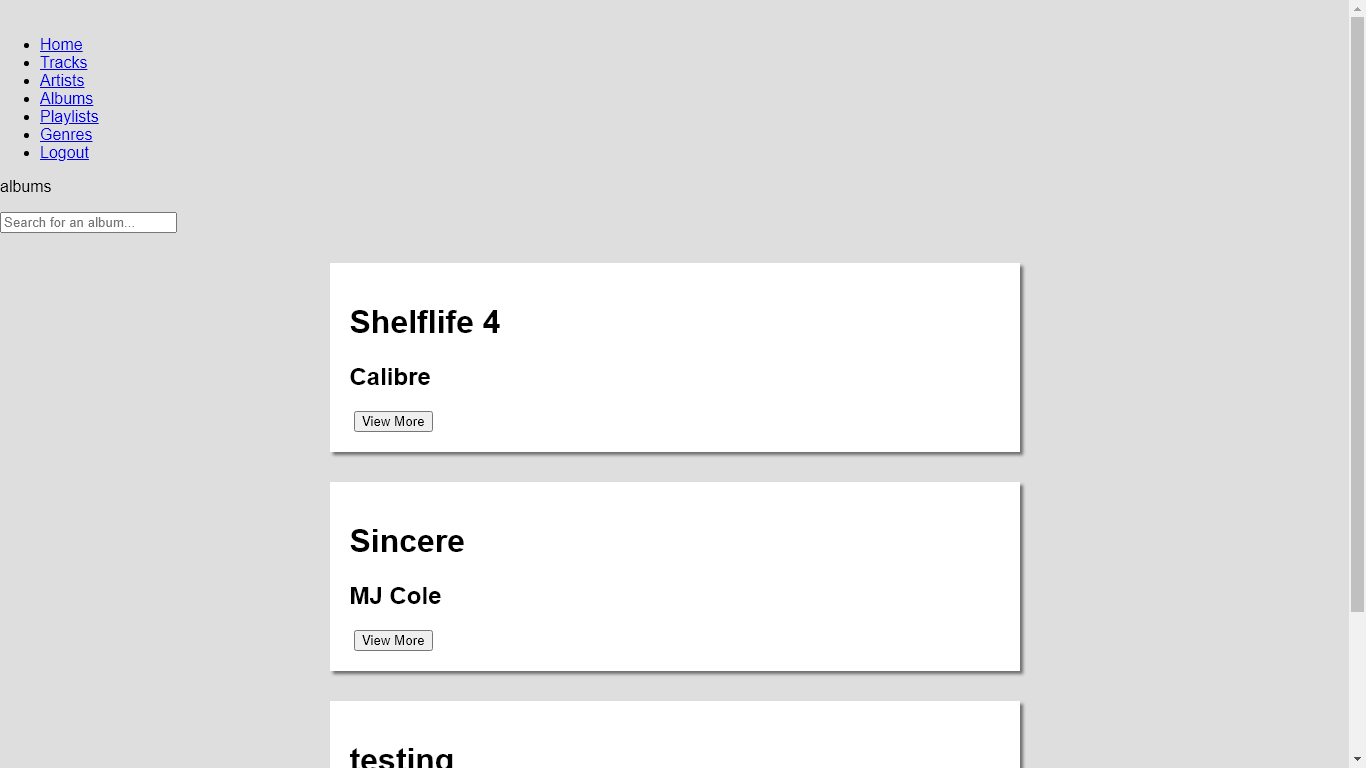 Home
Tracks
Artists
Albums
Playlists
Genres
Logout
albums
Search for an album...
Shelflife 4
Calibre
View More
Sincere
MJ Cole
View More
testing